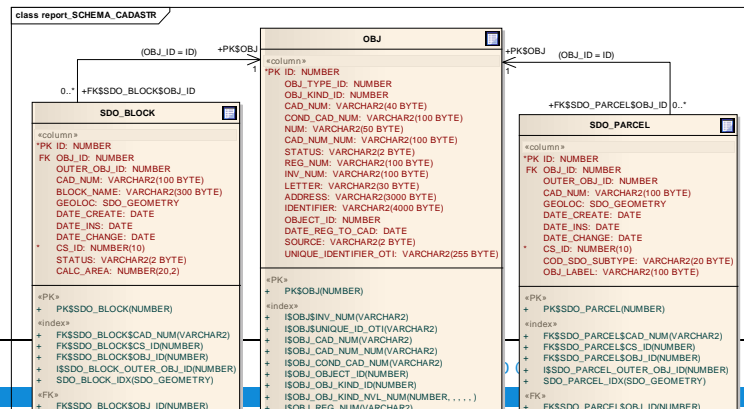 class report_SCHEMA_CADASTR
(OBJ_ID = ID)
+PK$OBJ
1
0..*
+FK$SDO_BLOCK$OBJ_ID
+PK$OBJ
1
(OBJ_ID = ID)
+FK$SDO_PARCEL$OBJ_ID
0..*
SDO_BLOCK
«column»
*PK ID: NUMBER
FK OBJ_ID: NUMBER
OUTER_OBJ_ID: NUMBER
CAD_NUM: VARCHAR2(100 BYTE)
BLOCK_NAME: VARCHAR2(300 BYTE)
GEOLOC: SDO_GEOMETRY
DATE_CREATE: DATE
DATE_INS: DATE
DATE_CHANGE: DATE
* CS_ID: NUMBER(10)
STATUS: VARCHAR2(2 BYTE)
CALC_AREA: NUMBER(20,2)
«PK»
+ PK$SDO_BLOCK(NUMBER)
«index»
+ FK$SDO_BLOCK$CAD_NUM(VARCHAR2)
+ FK$SDO_BLOCK$CS_ID(NUMBER)
+ FK$SDO_BLOCK$OBJ_ID(NUMBER)
+ I$SDO_BLOCK_OUTER_OBJ_ID(NUMBER)
+ SDO_BLOCK_IDX(SDO_GEOMETRY)
«FK»
+ FK$SDO_BLOCK$OBJ_ID(NUMBER)
OBJ
«column»
*PK ID: NUMBER
OBJ_TYPE_ID: NUMBER
OBJ_KIND_ID: NUMBER
CAD_NUM: VARCHAR2(40 BYTE)
COND_CAD_NUM: VARCHAR2(100 BYTE)
NUM: VARCHAR2(50 BYTE)
CAD_NUM_NUM: VARCHAR2(100 BYTE)
STATUS: VARCHAR2(2 BYTE)
REG_NUM: VARCHAR2(100 BYTE)
INV_NUM: VARCHAR2(100 BYTE)
LETTER: VARCHAR2(30 BYTE)
ADDRESS: VARCHAR2(3000 BYTE)
IDENTIFIER: VARCHAR2(4000 BYTE)
OBJECT_ID: NUMBER
DATE_REG_TO_CAD: DATE
SOURCE: VARCHAR2(2 BYTE)
UNIQUE_IDENTIFIER_OTI: VARCHAR2(255 BYTE)
«PK»
+ PK$OBJ(NUMBER)
«index»
+ I$OBJ$INV_NUM(VARCHAR2)
+ I$OBJ$UNIQUE_ID_OTI(VARCHAR2)
+ I$OBJ_CAD_NUM(VARCHAR2)
+ I$OBJ_CAD_NUM_NUM(VARCHAR2)
+ I$OBJ_COND_CAD_NUM(VARCHAR2)
+ I$OBJ_OBJECT_ID(NUMBER)
+ I$OBJ_OBJ_KIND_ID(NUMBER)
+ I$OBJ_OBJ_KIND_NVL_NUM(NUMBER, , , , , )
+ I$OBJ_REG_NUM(VARCHAR2)
SDO_PARCEL
«column»
*PK ID: NUMBER
FK OBJ_ID: NUMBER
OUTER_OBJ_ID: NUMBER
CAD_NUM: VARCHAR2(100 BYTE)
GEOLOC: SDO_GEOMETRY
DATE_CREATE: DATE
DATE_INS: DATE
DATE_CHANGE: DATE
* CS_ID: NUMBER(10)
COD_SDO_SUBTYPE: VARCHAR2(20 BYTE)
OBJ_LABEL: VARCHAR2(100 BYTE)
«PK»
+ PK$SDO_PARCEL(NUMBER)
«index»
+ FK$SDO_PARCEL$CAD_NUM(VARCHAR2)
+ FK$SDO_PARCEL$CS_ID(NUMBER)
+ FK$SDO_PARCEL$OBJ_ID(NUMBER)
+ I$SDO_PARCEL_OUTER_OBJ_ID(NUMBER)
+ SDO_PARCEL_IDX(SDO_GEOMETRY)
«FK»
+ FK$SDO_PARCEL$OBJ_ID(NUMBER)